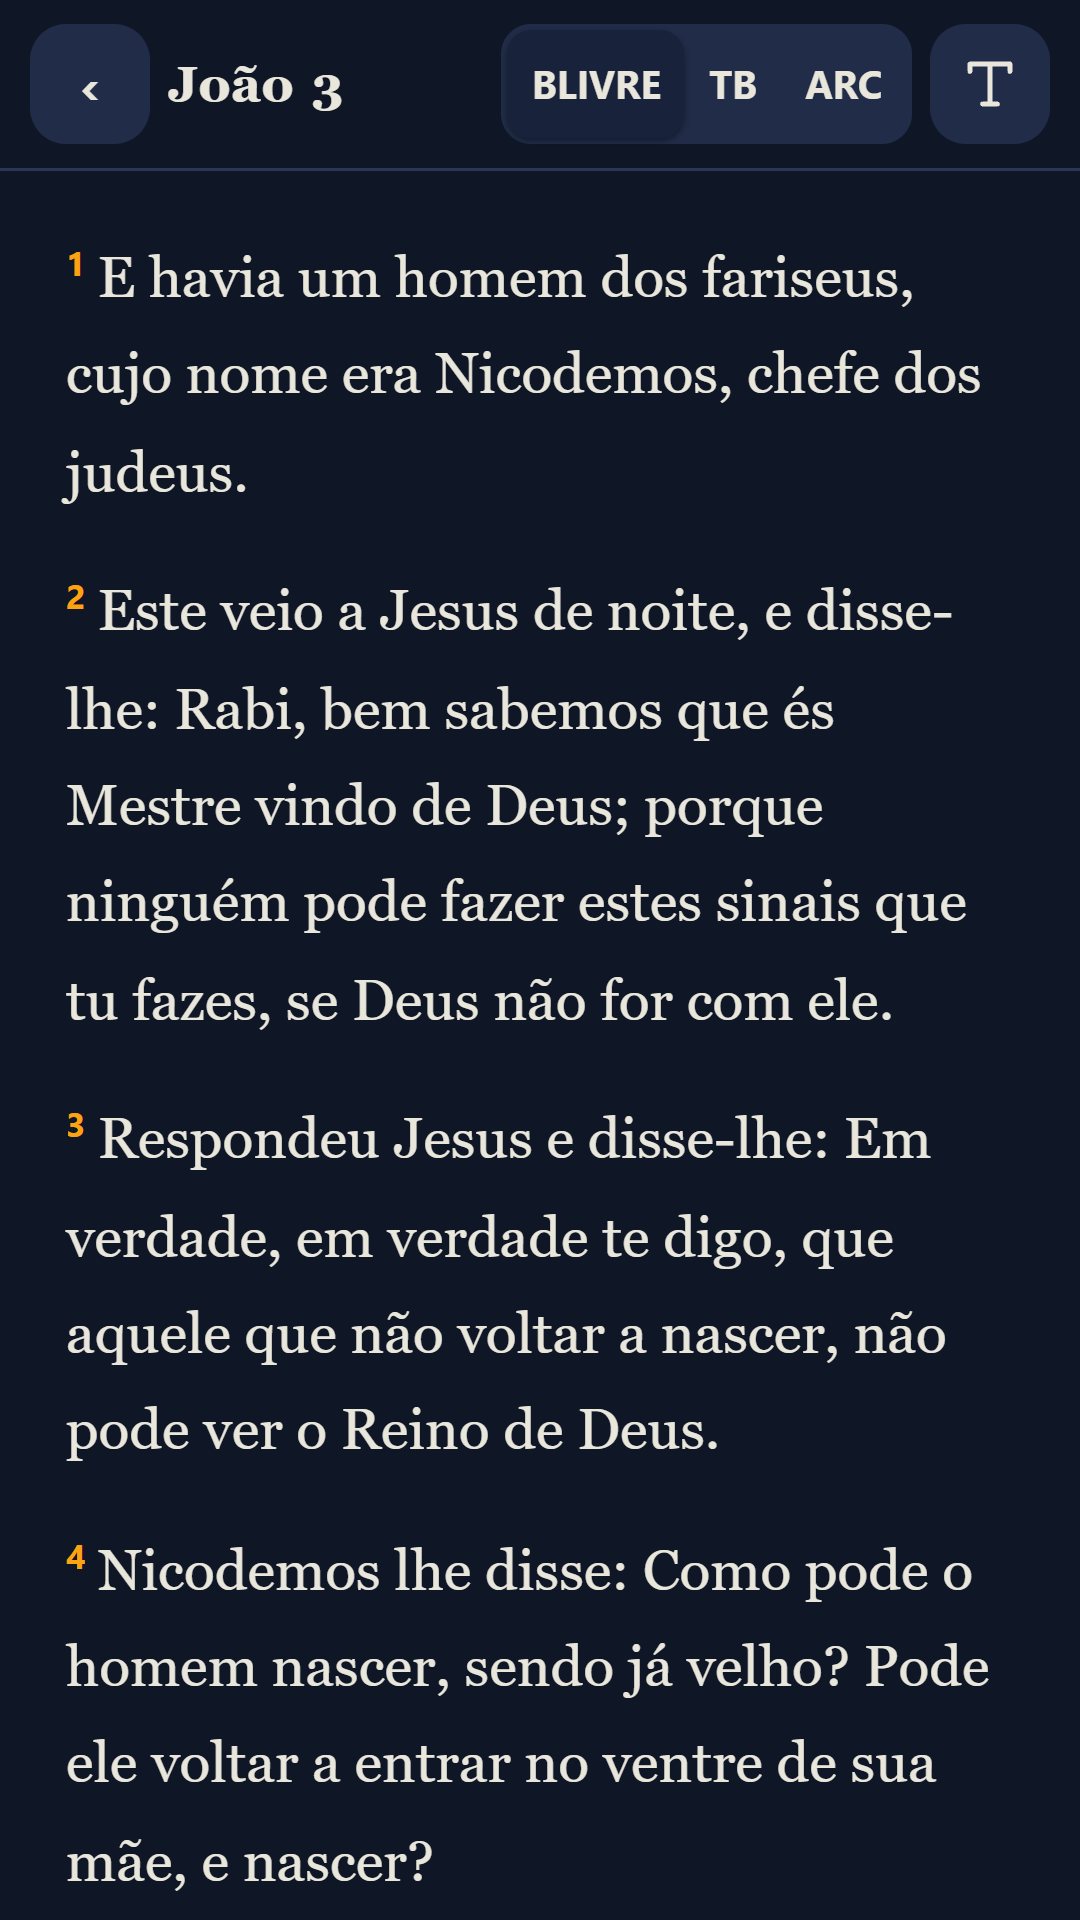 ‹ João 3 BLIVRE TB ARC T
1 E havia um homem dos fariseus,
cujo nome era Nicodemos, chefe dos
judeus.
2 Este veio a Jesus de noite, e disse-
lhe: Rabi, bem sabemos que és
Mestre vindo de Deus; porque
ninguém pode fazer estes sinais que
tu fazes, se Deus não for com ele.
3 Respondeu Jesus e disse-lhe: Em
verdade, em verdade te digo, que
aquele que não voltar a nascer, não
pode ver o Reino de Deus.
4 Nicodemos lhe disse: Como pode o
homem nascer, sendo já velho? Pode
ele voltar a entrar no ventre de sua
mãe, e nascer?